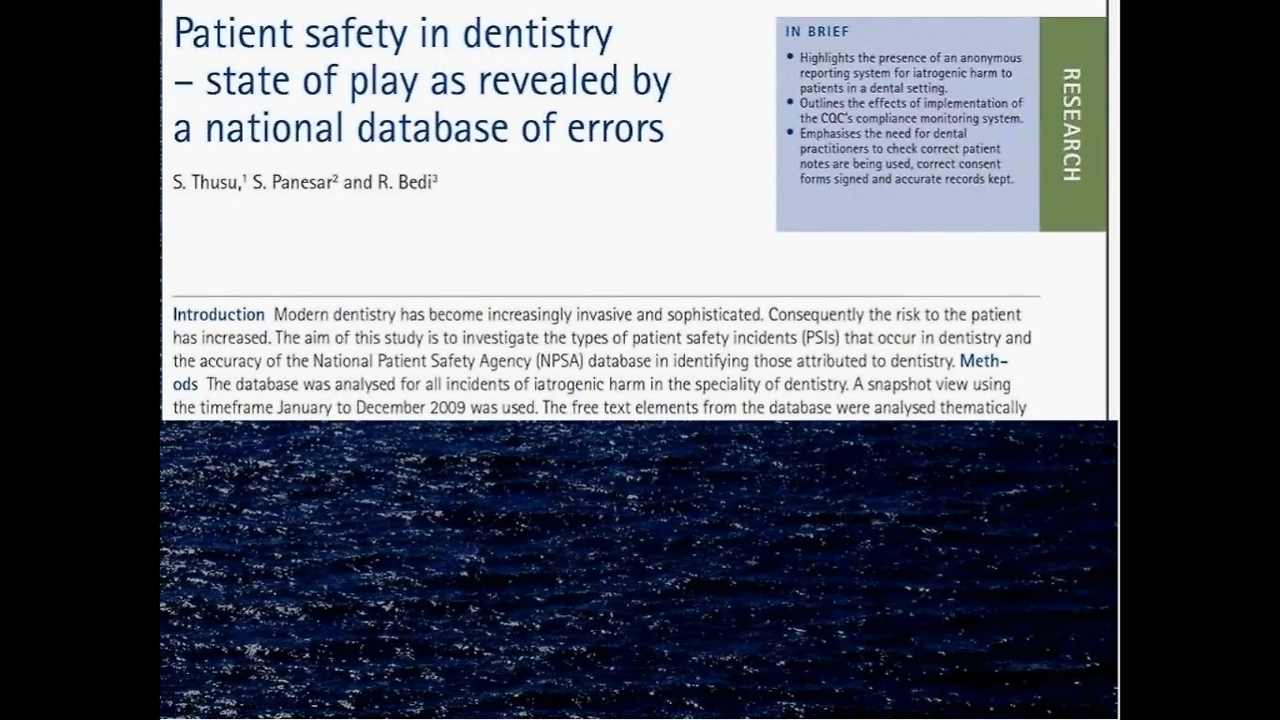 Patient safety in dentistry
– state of play as revealed by
a national database of errors
S. Thusu,¹ S. Panesar² and R. Bedi³
IN BRIEF
• Highlights the presence of an anonymous
reporting system for iatrogenic harm to
patients in a dental setting.
• Outlines the effects of implementation of
the CQC's compliance monitoring system.
• Emphasises the need for dental
practitioners to check correct patient
notes are being used, correct consent
forms signed and accurate records kept.
RESEARCH
Introduction Modern dentistry has become increasingly invasive and sophisticated. Consequently the risk to the patient
has increased. The aim of this study is to investigate the types of patient safety incidents (PSIs) that occur in dentistry and
the accuracy of the National Patient Safety Agency (NPSA) database in identifying those attributed to dentistry. Meth-
ods The database was analysed for all incidents of iatrogenic harm in the speciality of dentistry. A snapshot view using
the timeframe January to December 2009 was used. The free text elements from the database were analysed thematically